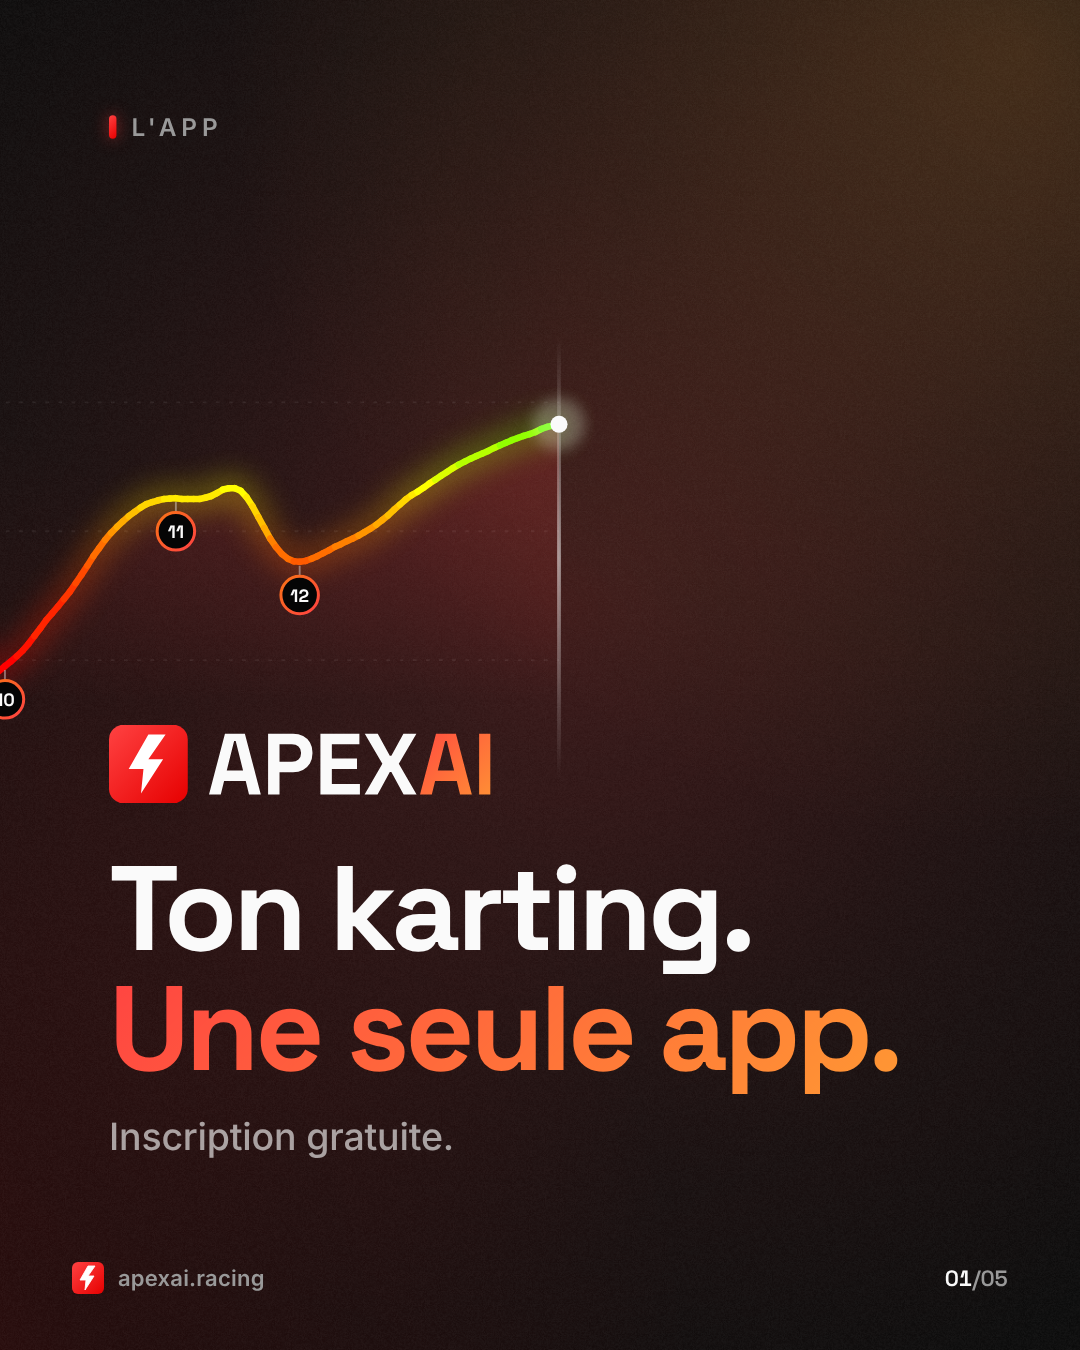 L'APP
11
12
10
APEXAI
Ton karting.
Une seule app.
Inscription gratuite.
apexai.racing
01/05